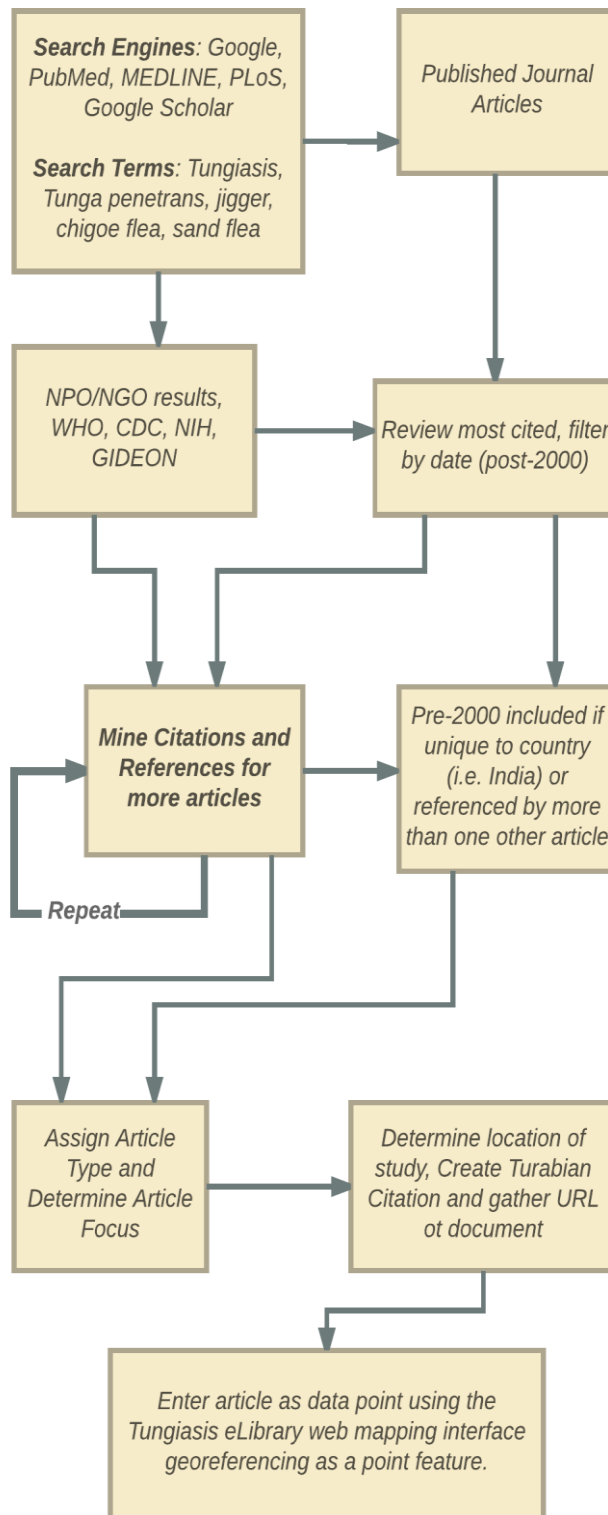 Search Engines: Google,
PubMed, MEDLINE, PLoS,
Google Scholar
Search Terms: Tungiasis,
Tunga penetrans, jigger,
chigoe flea, sand flea
Published Journal
Articles
NPO/NGO results,
WHO, CDC, NIH,
GIDEON
Review most cited, filter
by date (post-2000)
Mine Citations and
References for
more articles
Pre-2000 included if
unique to country
(i.e. India) or
referenced by more
than one other article
Repeat
Assign Article
Type and
Determine Article
Focus
Determine location of
study, Create Turabian
Citation and gather URL
ot document
Enter article as data point using the
Tungiasis eLibrary web mapping interface
georeferencing as a point feature.